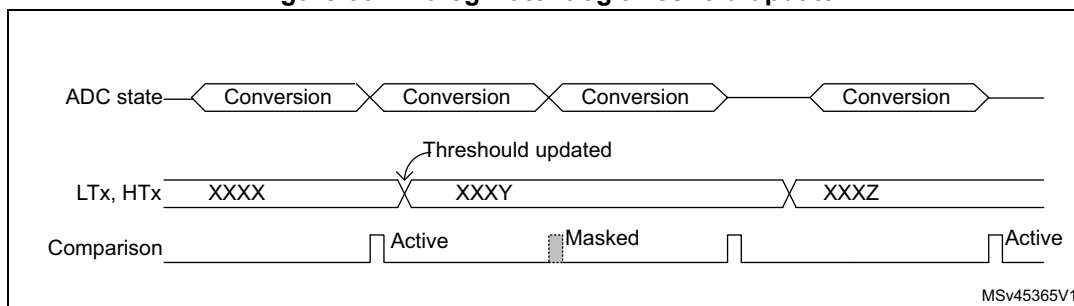 ADC state
Conversion
Conversion
Conversion
Conversion
Threshould updated
LTx, HTx
XXXX
XXXY
XXXZ
Comparison
Active
Masked
Active
MSv45365V1